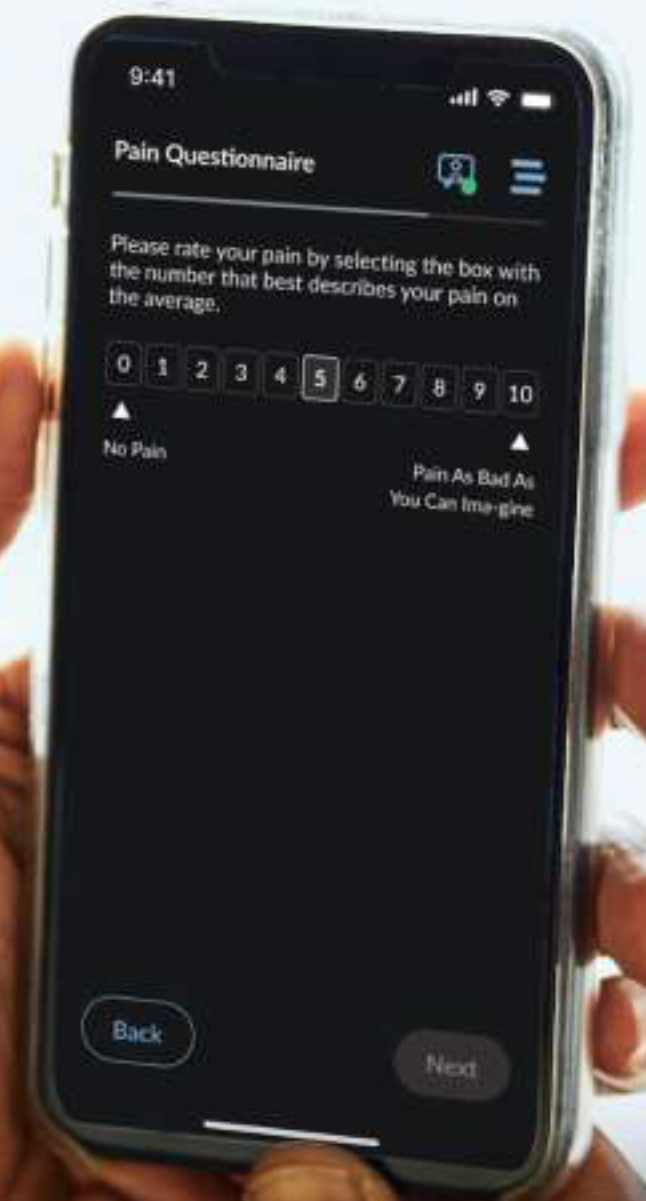 9:41
Pain Questionnaire
Please rate your pain by selecting the box with
the number that best describes your pain on
the average.
0 1 2 3 4 5 6 7 8 9 10
No Pain
Pain As Bad As
You Can Ima-gine
Back
Next